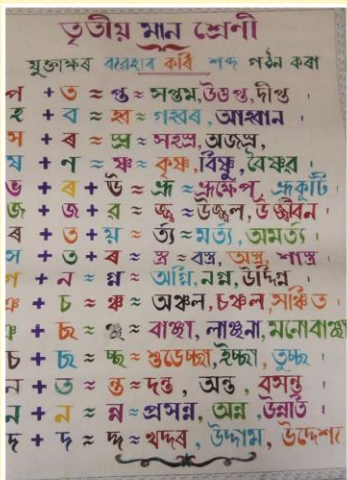 তৃতীয় মান শ্ৰেণী
যুক্তাক্ষৰ ব্যৱহাৰ কৰি শব্দ গঠন কৰা
প + ত ≈ প্ত ≈ সপ্তম, উত্তপ্ত, দীপ্ত ।
হ + ব ≈ হ্ব ≈ গহ্বৰ, আহ্বান ।
স + ৰ ≈ স্ৰ ≈ সহস্ৰ, অজস্ৰ,
ষ + ণ ≈ ষ্ণ ≈ কৃষ্ণ, বিষ্ণু, বৈষ্ণৱ ।
ভ + ৰ + ঊ ≈ ভ্ৰূ ≈ ভ্ৰূক্ষেপ, ভ্ৰূকুটি ।
জ + জ + ৱ ≈ জ্জ্ব ≈ উজ্জ্বল, উজ্জীৱন ।
ৰ + ত + য় ≈ ৰ্ত্য ≈ মৰ্ত্য, অমৰ্ত্য ।
স + ত + ৰ ≈ স্ত্ৰ ≈ বস্ত্ৰ, অস্ত্ৰ, শাস্ত্ৰ ।
গ + ন ≈ গ্ন ≈ অগ্নি, নগ্ন, উদ্বিগ্ন ।
ঞ + চ ≈ ঞ্চ ≈ অঞ্চল, চঞ্চল, সঞ্চিত ।
ঞ + ছ ≈ ঞ্ছ ≈ বাঞ্ছা, লাঞ্ছনা, মনোবাঞ্ছা
চ + ছ ≈ চ্ছ ≈ শুভেচ্ছা, ইচ্ছা, তুচ্ছ ।
ন + ত ≈ ন্ত ≈ দন্ত, অন্ত, বসন্ত ।
ন + ন ≈ ন্ন ≈ প্ৰসন্ন, অন্ন, উন্নতি ।
দ + দ ≈ দ্দ ≈ খদ্দৰ, উদ্দাম, উদ্দেশ্য